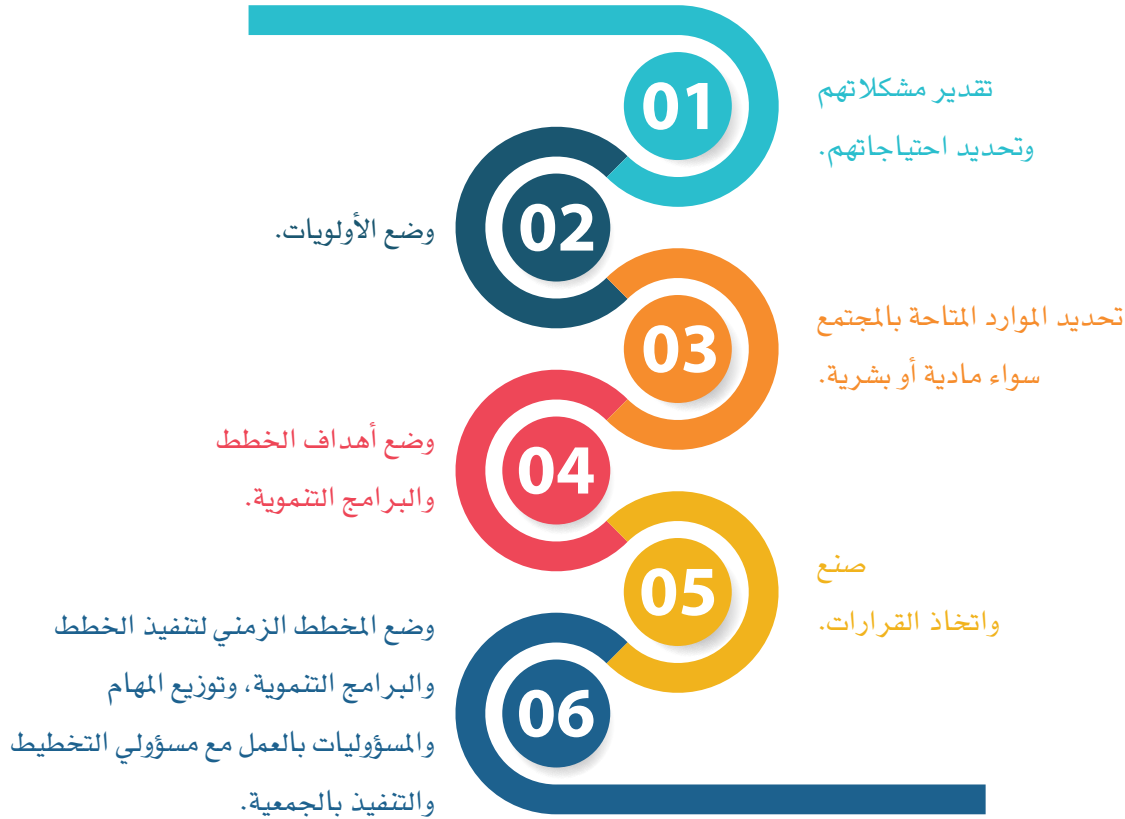 01
تقدير مشكلاتهم
وتحديد احتياجاتهم.
02
وضع الأولويات.
03
تحديد الموارد المتاحة بالمجتمع
سواء مادية أو بشرية.
04
وضع أهداف الخطط
والبرامج التنموية.
05
صنع
واتخاذ القرارات.
06
وضع المخطط الزمني لتنفيذ الخطط
والبرامج التنموية، وتوزيع المهام
والمسؤوليات بالعمل مع مسؤولي التخطيط
والتنفيذ بالجمعية.